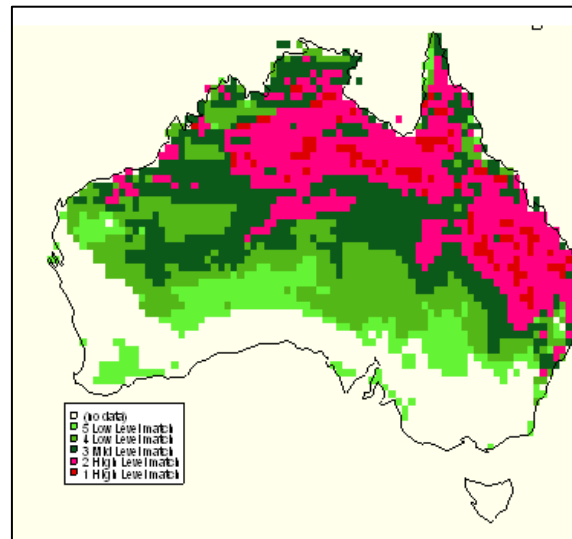 (no data)
5 Low Level match
4 Low Level match
3 Mid Level match
2 High Level match
1 High Level match